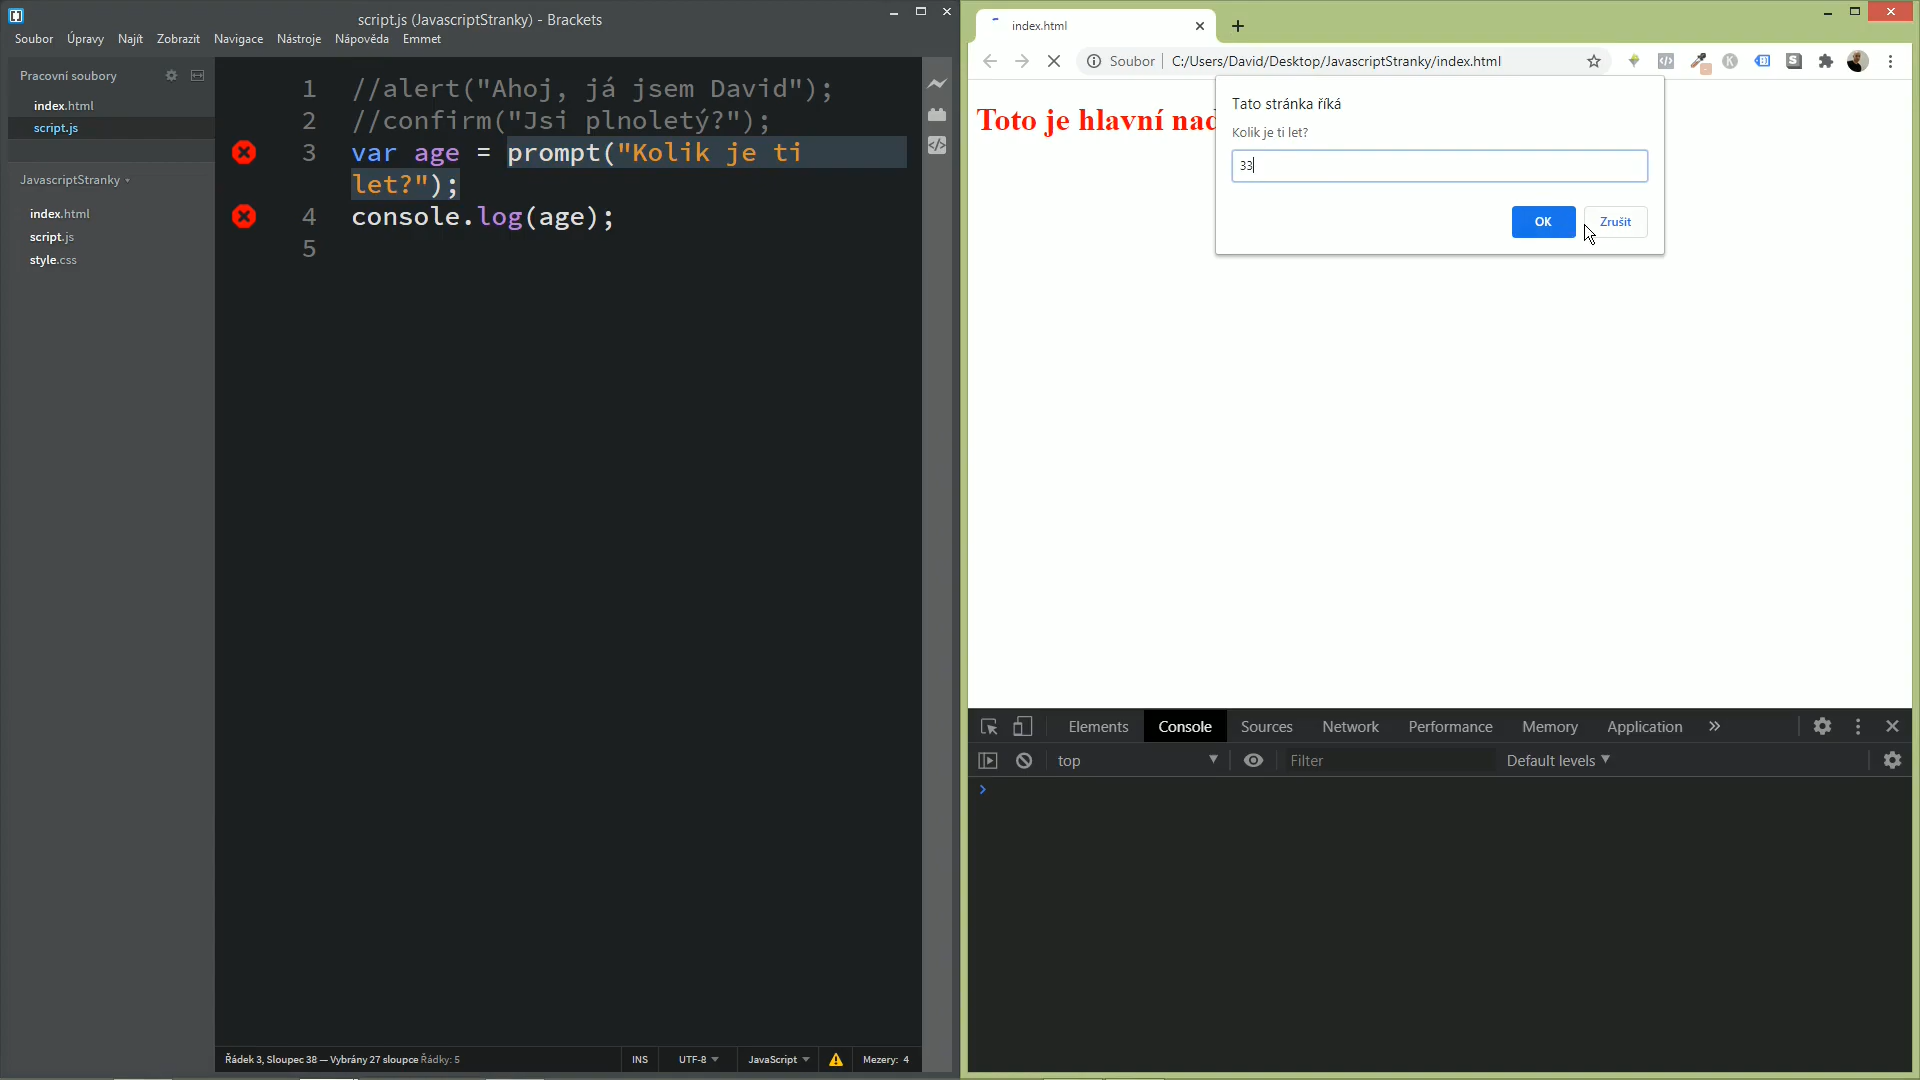 script.js (JavascriptStranky) - Brackets
Soubor Úpravy Najít Zobrazit Navigace Nástroje Nápověda Emmet
Pracovní soubory
index.html
script.js
JavascriptStranky
index.html
script.js
style.css
1 //alert("Ahoj, já jsem David");
2 //confirm("Jsi plnoletý?");
3 var age = prompt("Kolik je ti
let?");
4 console.log(age);
5
Řádek 3, Sloupec 38 — Vybrány 27 sloupce Řádky: 5
INS UTF-8 JavaScript Mezery: 4
index.html
Soubor C:/Users/David/Desktop/JavascriptStranky/index.html
Toto je hlavní nad
Tato stránka říká
Kolik je ti let?
33
OK Zrušit
Elements Console Sources Network Performance Memory Application
top Filter Default levels